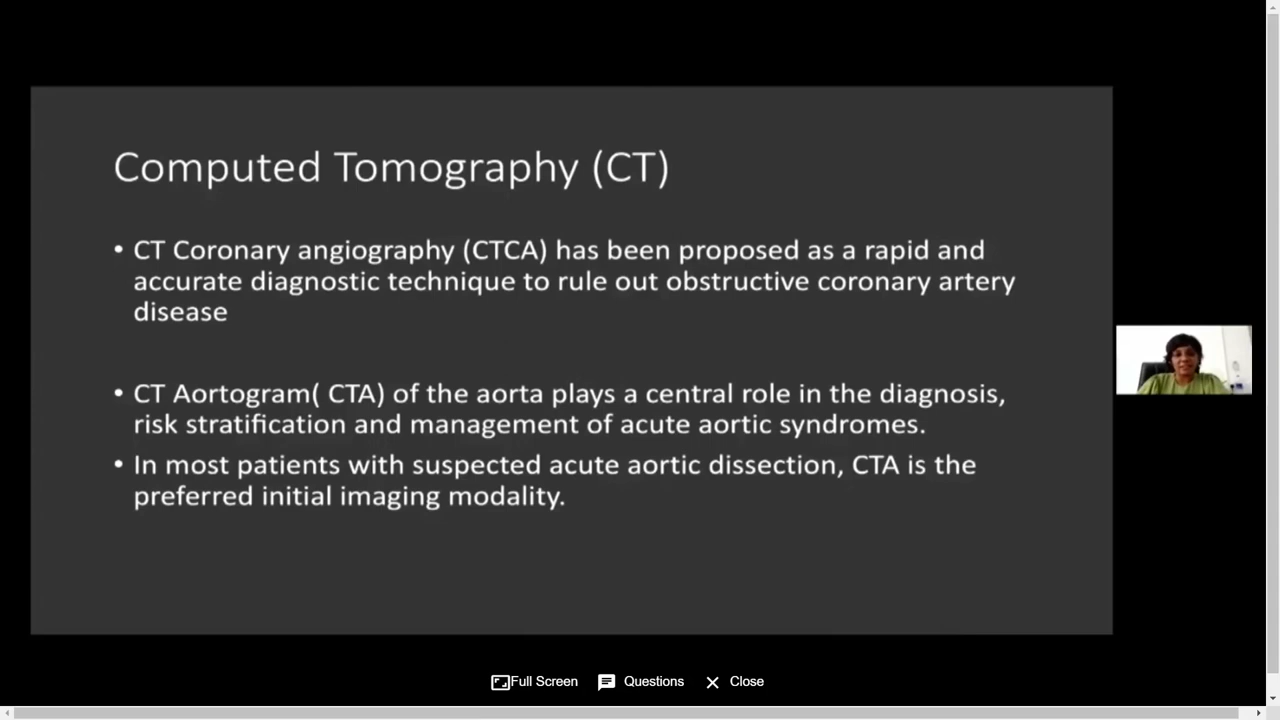 Computed Tomography (CT)
• CT Coronary angiography (CTCA) has been proposed as a rapid and
accurate diagnostic technique to rule out obstructive coronary artery
disease
• CT Aortogram( CTA) of the aorta plays a central role in the diagnosis,
risk stratification and management of acute aortic syndromes.
• In most patients with suspected acute aortic dissection, CTA is the
preferred initial imaging modality.
Full Screen Questions Close